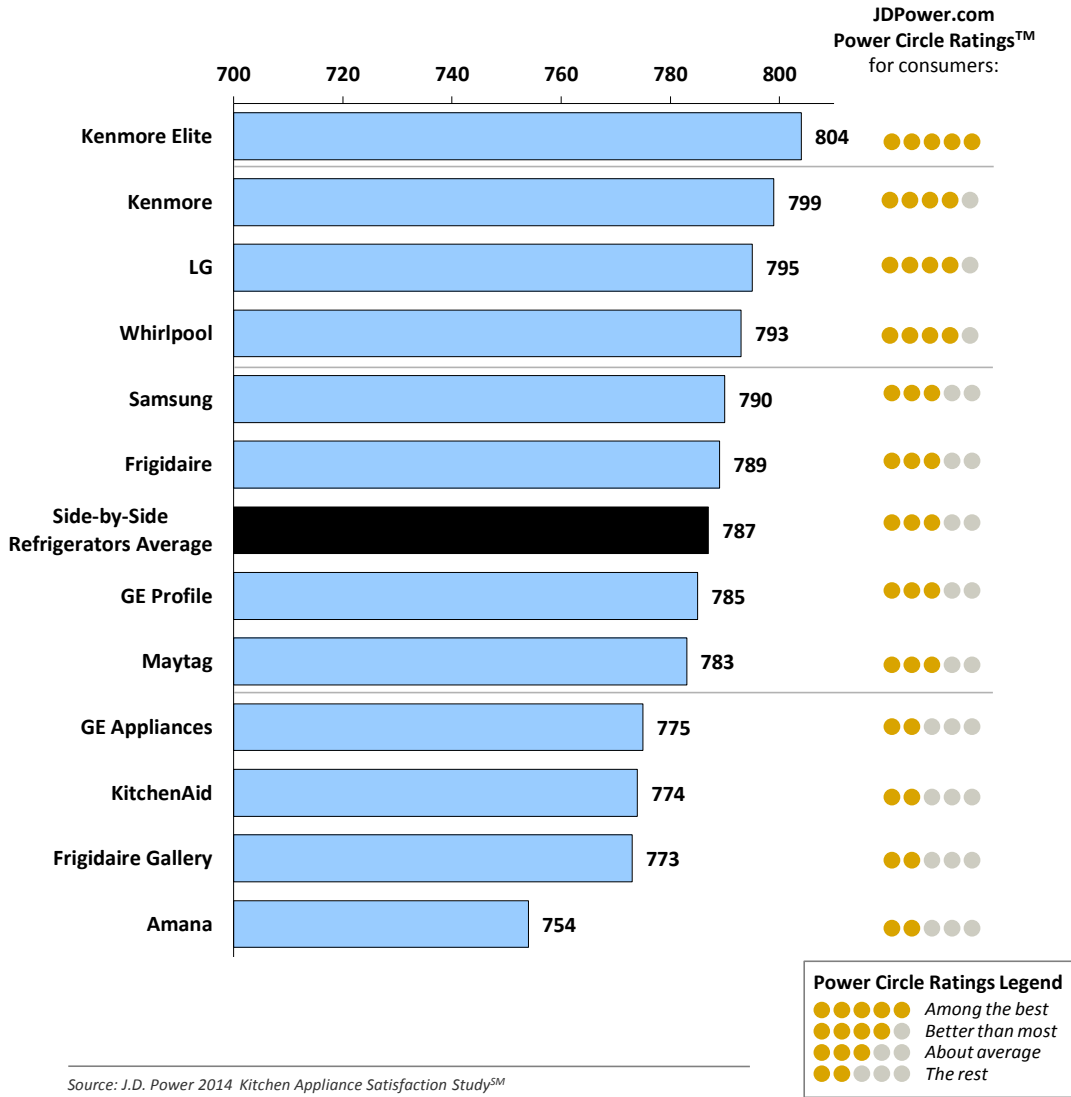 JDPower.com
Power Circle Ratings™
for consumers:
700 720 740 760 780 800
Kenmore Elite 804
Kenmore 799
LG 795
Whirlpool 793
Samsung 790
Frigidaire 789
Side-by-Side
Refrigerators Average 787
GE Profile 785
Maytag 783
GE Appliances 775
KitchenAid 774
Frigidaire Gallery 773
Amana 754
Power Circle Ratings Legend
Among the best
Better than most
About average
The rest
Source: J.D. Power 2014 Kitchen Appliance Satisfaction Study℠